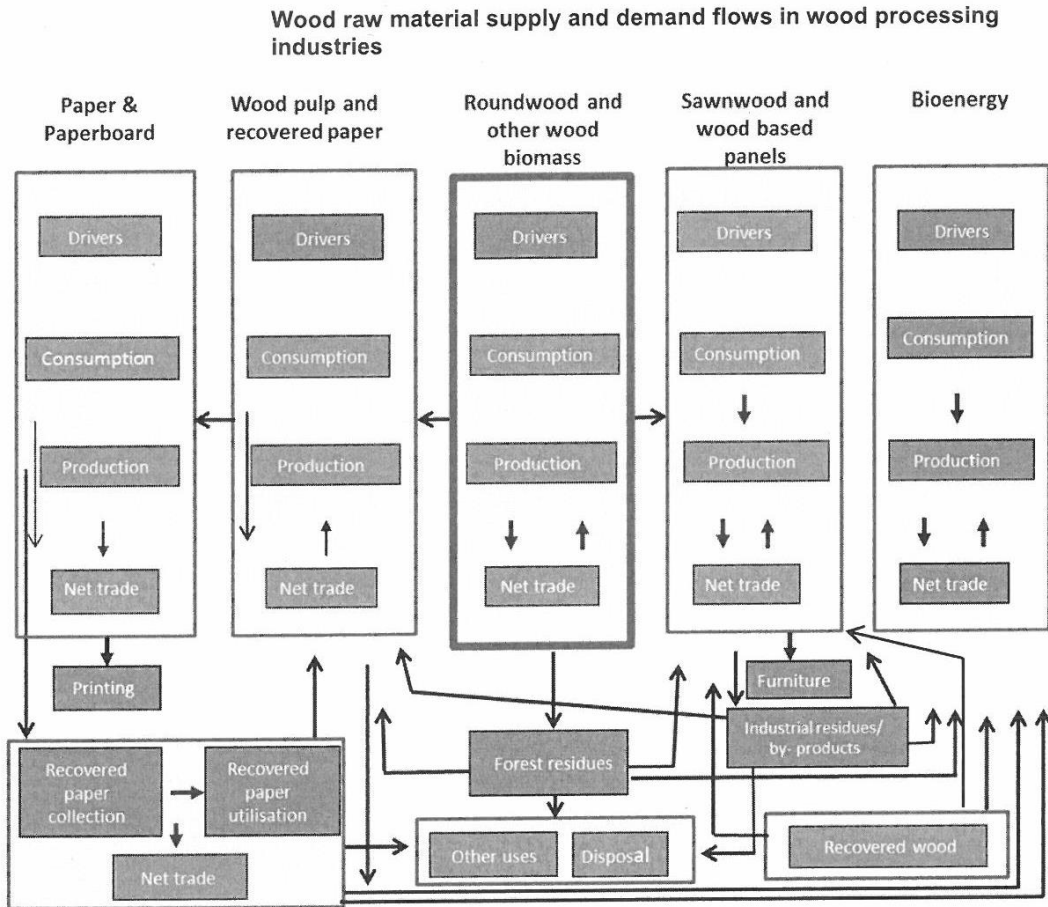 Wood raw material supply and demand flows in wood processing
industries
Paper &
Paperboard
Wood pulp and
recovered paper
Roundwood and
other wood
biomass
Sawnwood and
wood based
panels
Bioenergy
Drivers
Drivers
Drivers
Drivers
Drivers
Consumption
Consumption
Consumption
Consumption
Consumption
Production
Production
Production
Production
Production
Net trade
Net trade
Net trade
Net trade
Net trade
Printing
Furniture
Industrial residues/
by- products
Forest residues
Recovered
paper
collection
Recovered
paper
utilisation
Net trade
Other uses
Disposal
Recovered wood